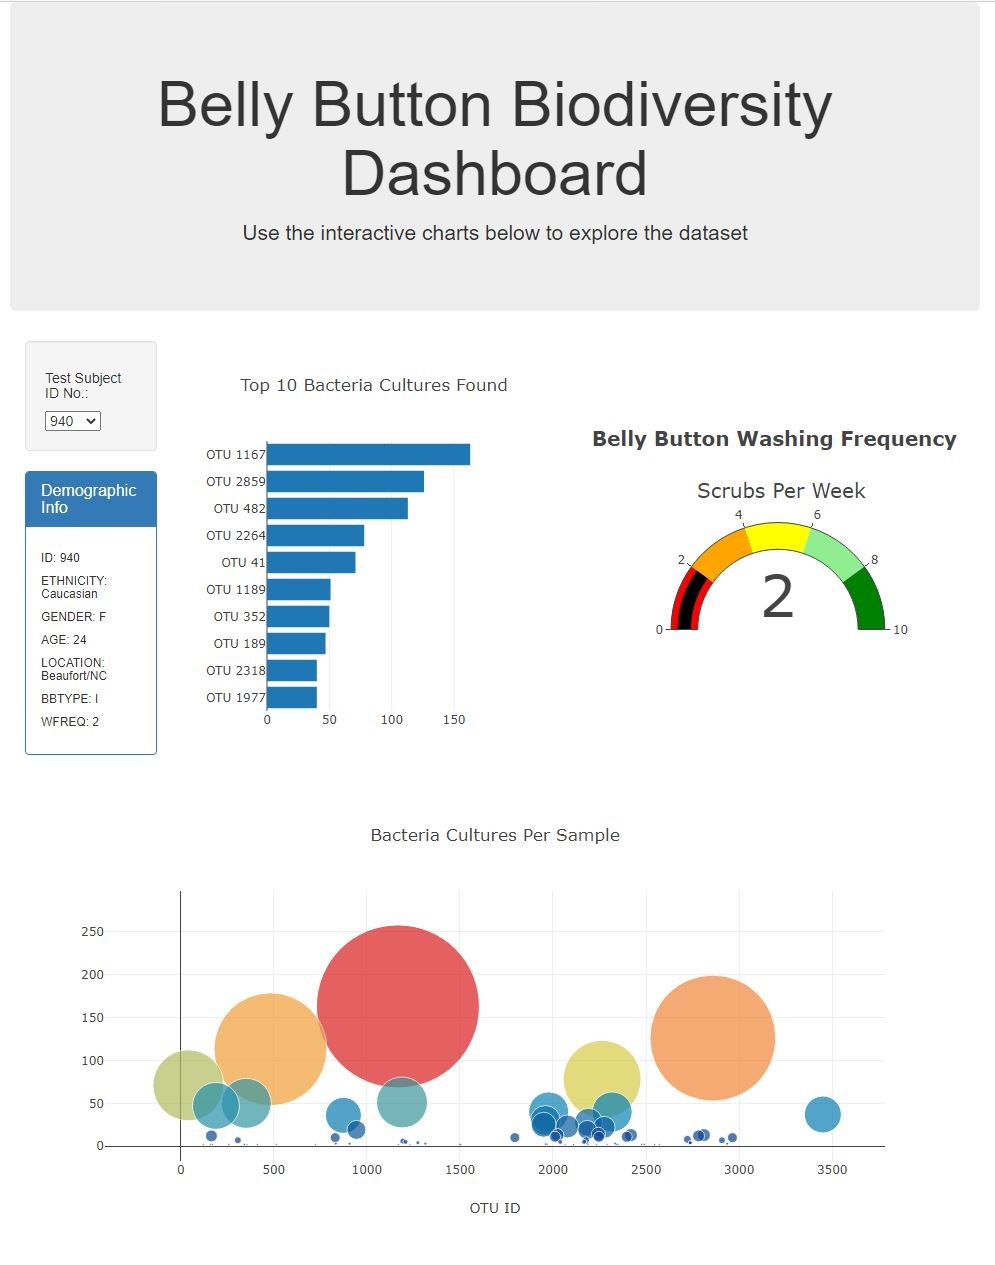 Belly Button Biodiversity
Dashboard
Use the interactive charts below to explore the dataset
Test Subject
ID No.:
940
Demographic
Info
ID: 940
ETHNICITY:
Caucasian
GENDER: F
AGE: 24
LOCATION:
Beaufort/NC
BBTYPE: I
WFREQ: 2
Top 10 Bacteria Cultures Found
OTU 1167
OTU 2859
OTU 482
OTU 2264
OTU 41
OTU 1189
OTU 352
OTU 189
OTU 2318
OTU 1977
0 50 100 150
Belly Button Washing Frequency
Scrubs Per Week
4 6
2 8
2
0 10
Bacteria Cultures Per Sample
250
200
150
100
50
0
0 500 1000 1500 2000 2500 3000 3500
OTU ID